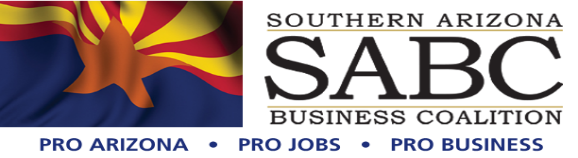 SOUTHERN ARIZONA
SABC
BUSINESS COALITION
PRO ARIZONA • PRO JOBS • PRO BUSINESS